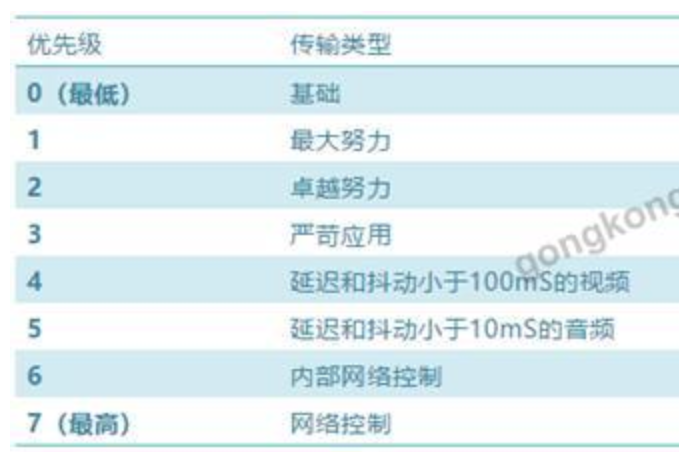 优先级 传输类型
0（最低） 基础
1 最大努力
2 卓越努力
3 严苛应用
4 延迟和抖动小于100mS的视频
5 延迟和抖动小于10mS的音频
6 内部网络控制
7（最高） 网络控制
gongkong